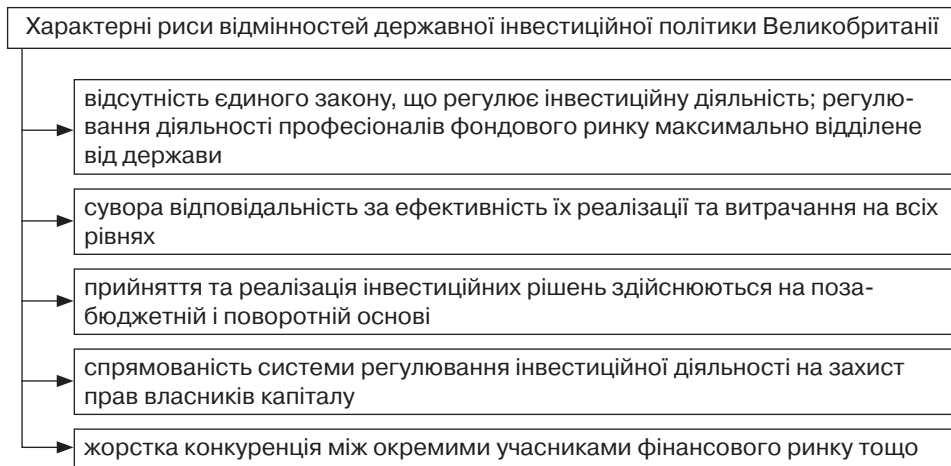 Характерні риси відмінностей державної інвестиційної політики Великобританії
відсутність єдиного закону, що регулює інвестиційну діяльність; регулю-
вання діяльності професіоналів фондового ринку максимально відділене
від держави
сувора відповідальність за ефективність їх реалізації та витрачання на всіх
рівнях
прийняття та реалізація інвестиційних рішень здійснюються на поза-
бюджетній і поворотній основі
спрямованість системи регулювання інвестиційної діяльності на захист
прав власників капіталу
жорстка конкуренція між окремими учасниками фінансового ринку тощо